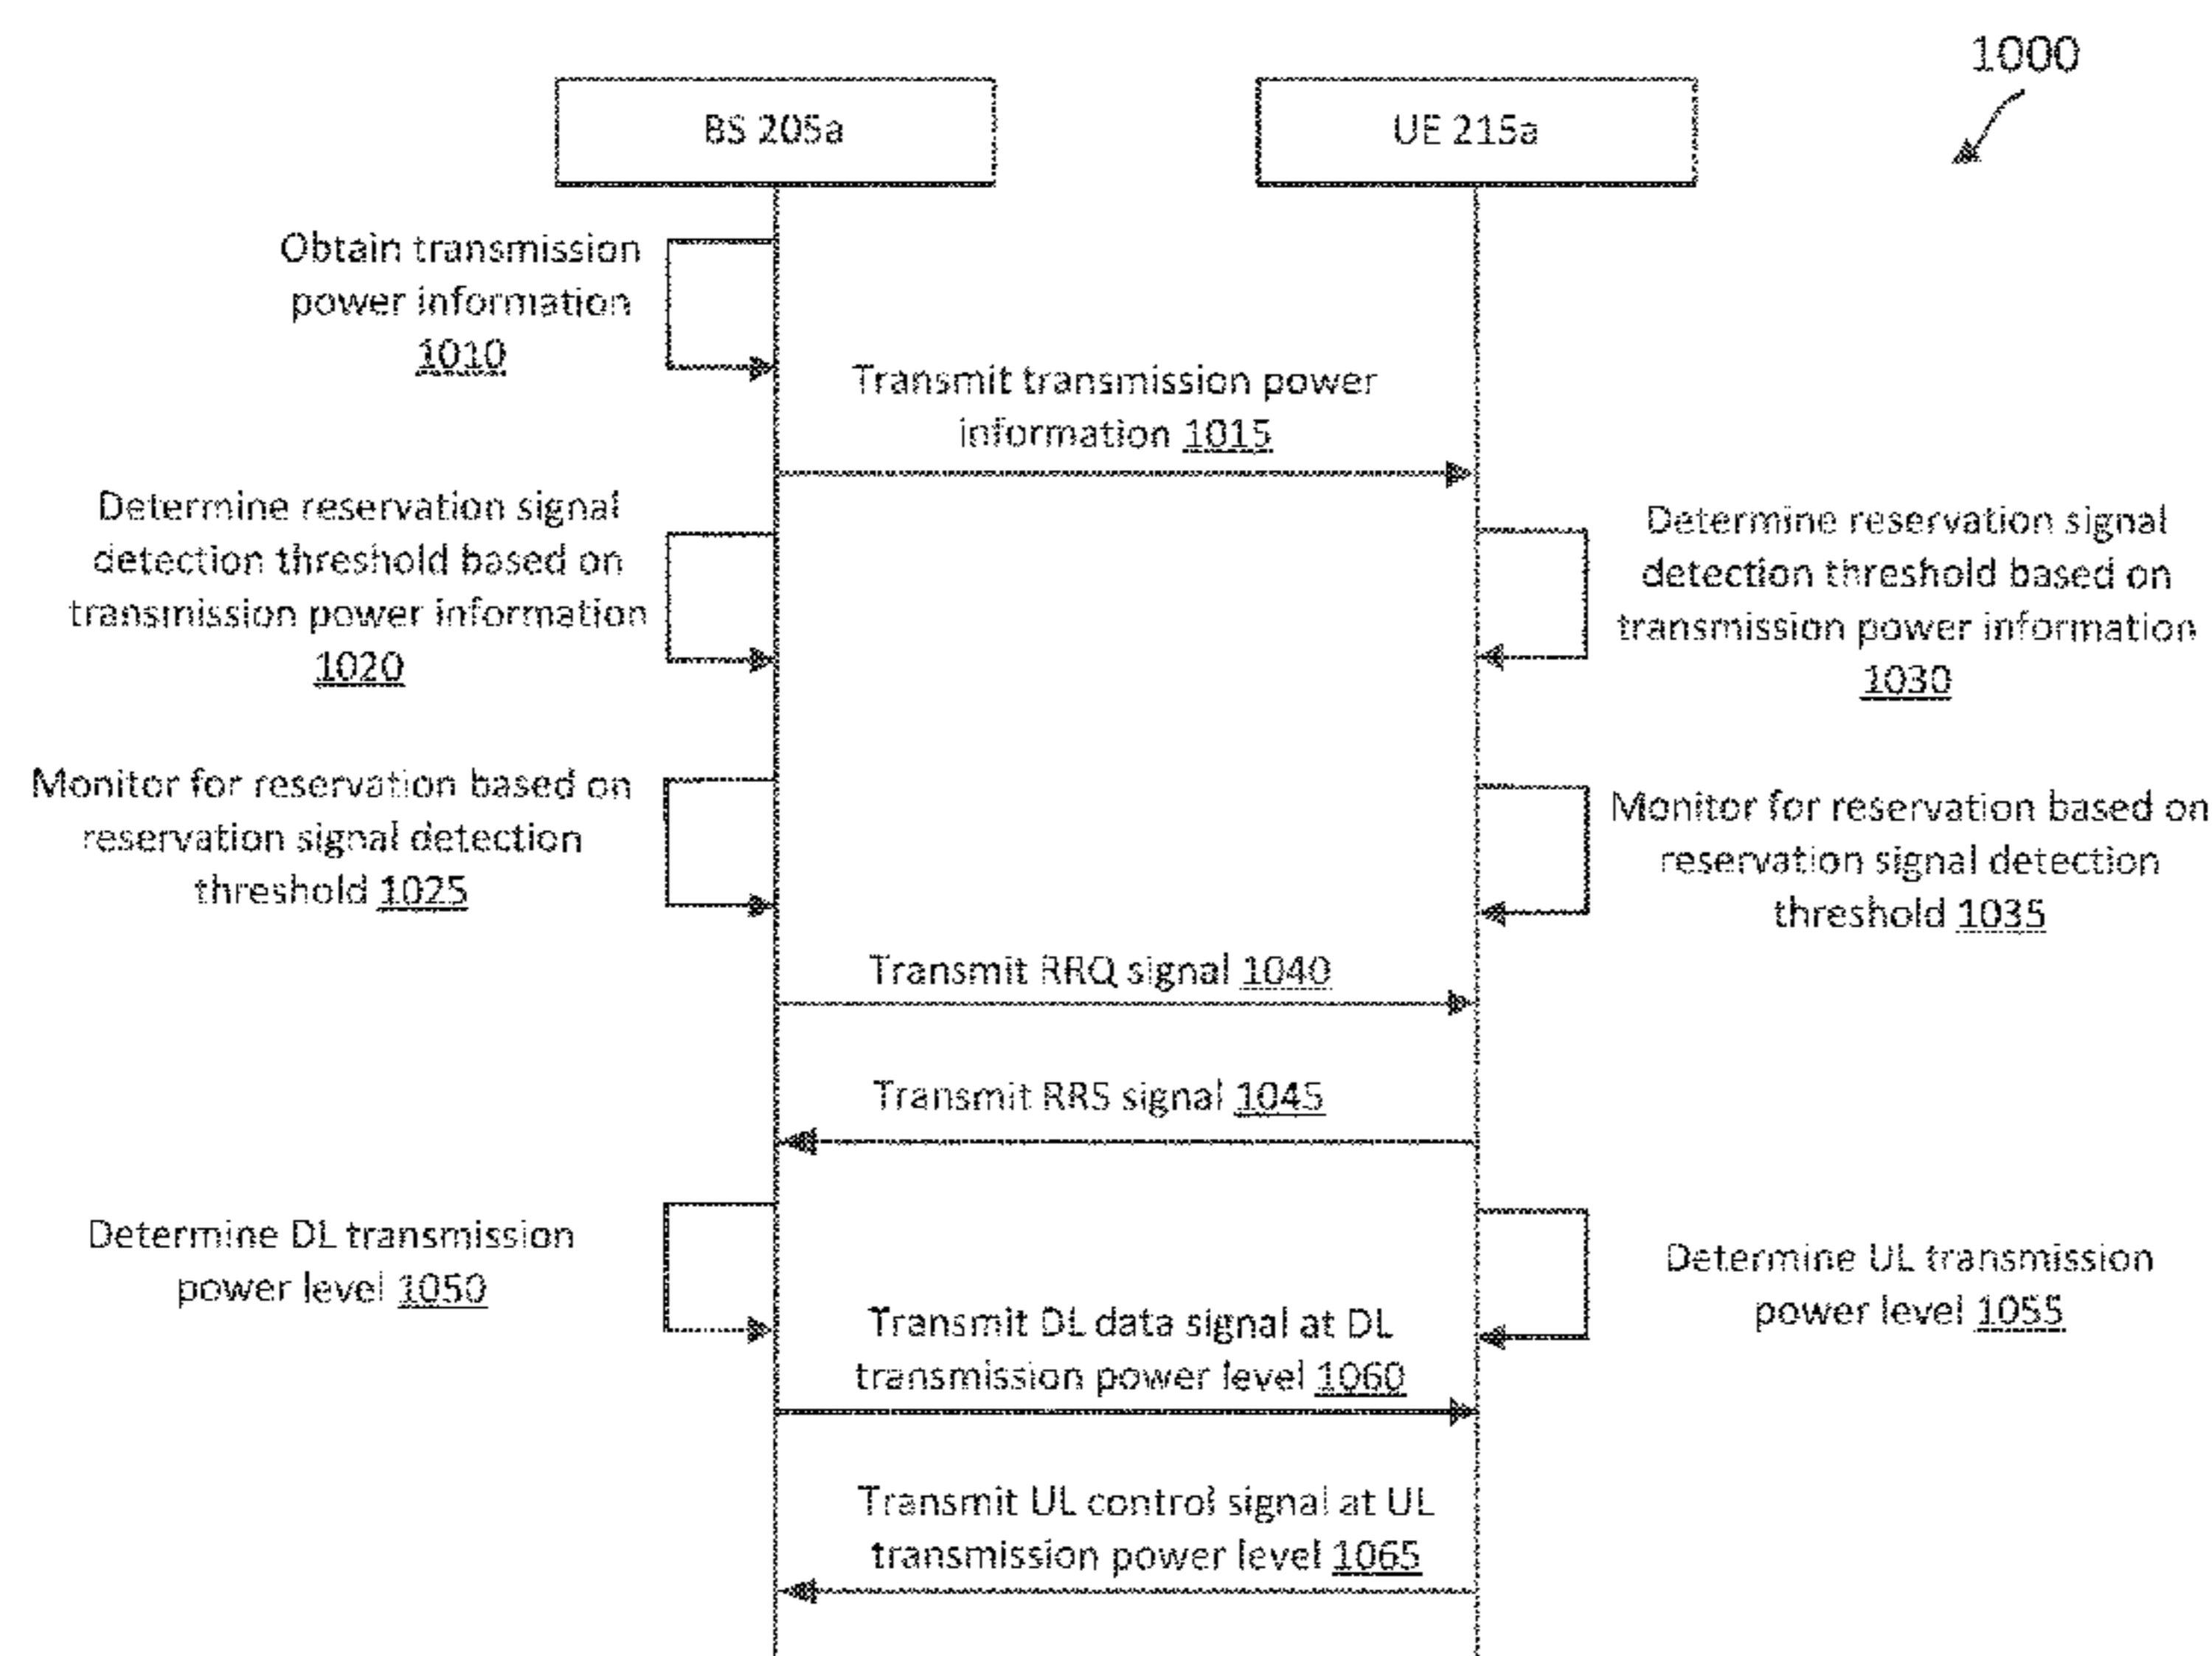 1000
BS 205a
UE 215a
Obtain transmission
power information
1010
Transmit transmission power
information 1015
Determine reservation signal
detection threshold based on
transmission power information
1020
Determine reservation signal
detection threshold based on
transmission power information
1030
Monitor for reservation based on
reservation signal detection
threshold 1025
Monitor for reservation based on
reservation signal detection
threshold 1035
Transmit RRQ signal 1040
Transmit RRS signal 1045
Determine DL transmission
power level 1050
Determine UL transmission
power level 1055
Transmit DL data signal at DL
transmission power level 1060
Transmit UL control signal at UL
transmission power level 1065